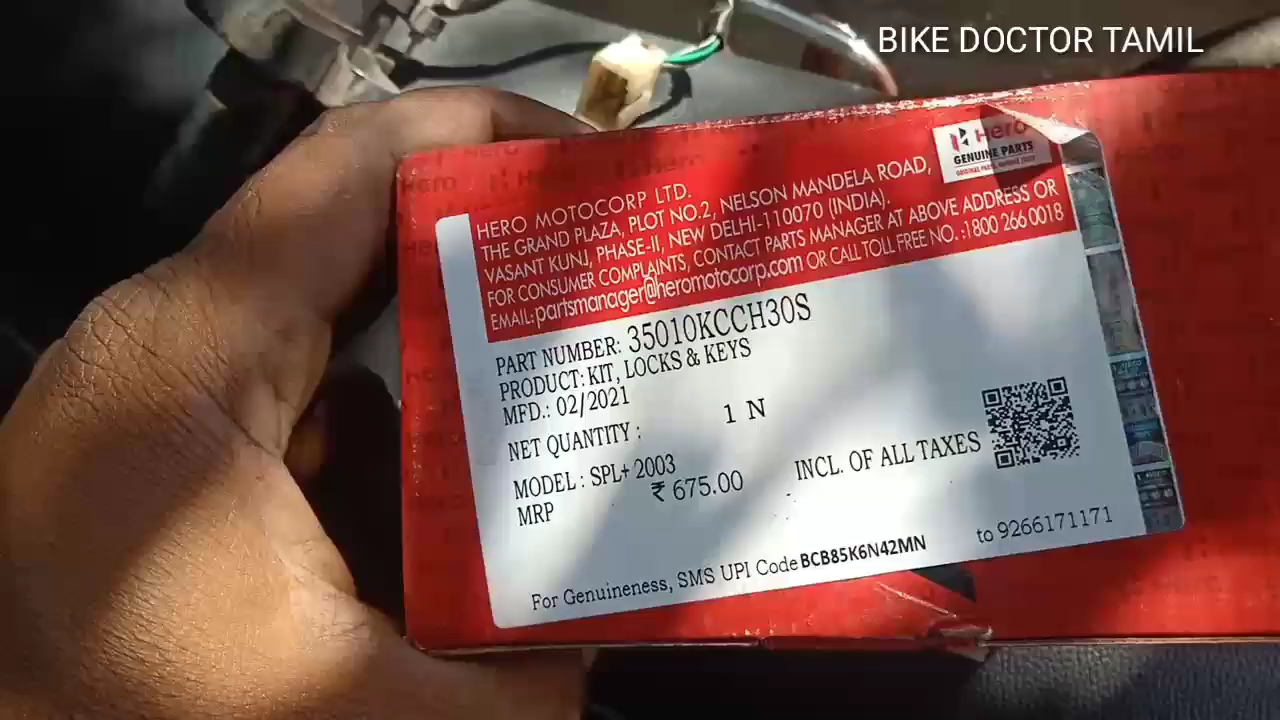 BIKE DOCTOR TAMIL
Hero
GENUINE PARTS
HERO MOTOCORP LTD.
THE GRAND PLAZA, PLOT NO.2, NELSON MANDELA ROAD,
VASANT KUNJ, PHASE-II, NEW DELHI-110070 (INDIA).
FOR CONSUMER COMPLAINTS, CONTACT PARTS MANAGER AT ABOVE ADDRESS OR
EMAIL:partsmanager@heromotocorp.com OR CALL TOLL FREE NO. :1800 266 0018
PART NUMBER: 35010KCCH30S
PRODUCT: KIT, LOCKS & KEYS
MFD.: 02/2021
NET QUANTITY : 1 N
MODEL : SPL+ 2003
MRP ₹ 675.00 INCL. OF ALL TAXES
For Genuineness, SMS UPI Code BCB85K6N42MN to 9266171171